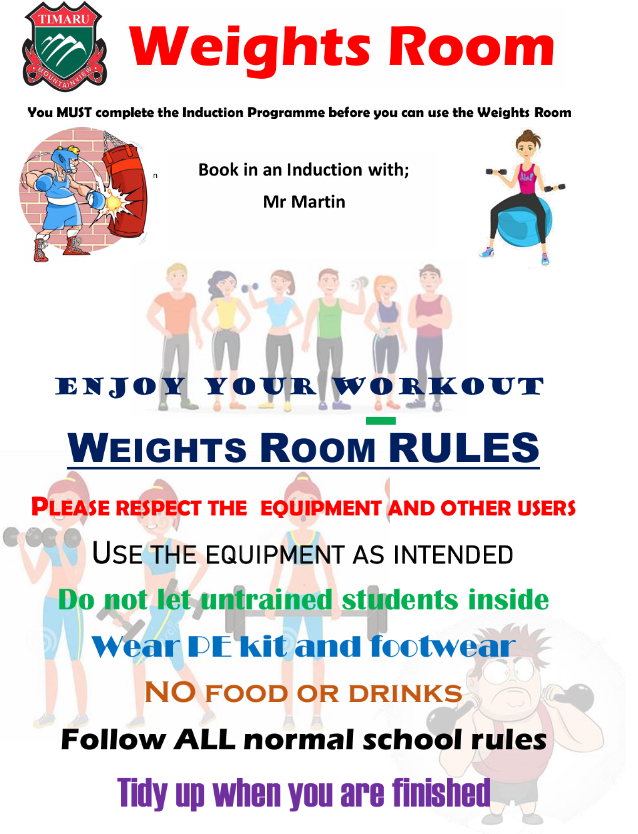 TIMARU
MOUNTAINVIEW
Weights Room
You MUST complete the Induction Programme before you can use the Weights Room
n
Book in an Induction with;
Mr Martin
ENJOY YOUR WORKOUT
WEIGHTS ROOM RULES
PLEASE RESPECT THE EQUIPMENT AND OTHER USERS
USE THE EQUIPMENT AS INTENDED
Do not let untrained students inside
Wear PE kit and footwear
NO FOOD OR DRINKS
Follow ALL normal school rules
Tidy up when you are finished